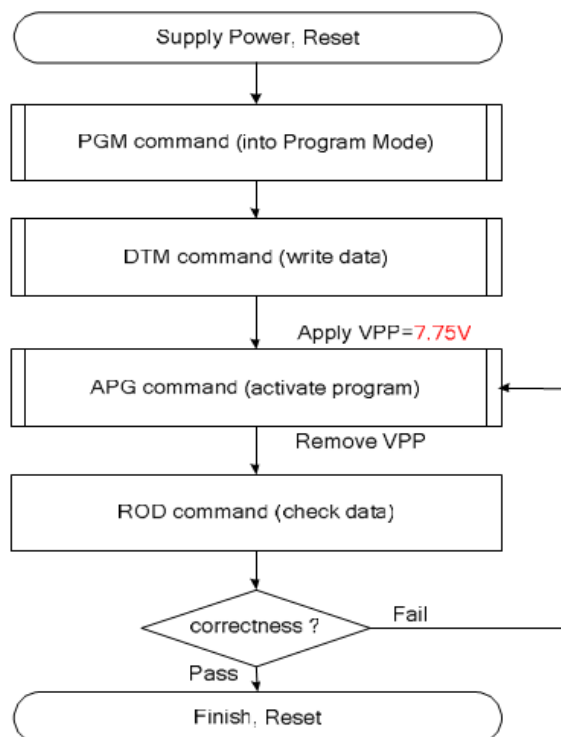 Supply Power, Reset
PGM command (into Program Mode)
DTM command (write data)
Apply VPP=7.75V
APG command (activate program)
Remove VPP
ROD command (check data)
correctness ?
Fail
Pass
Finish, Reset